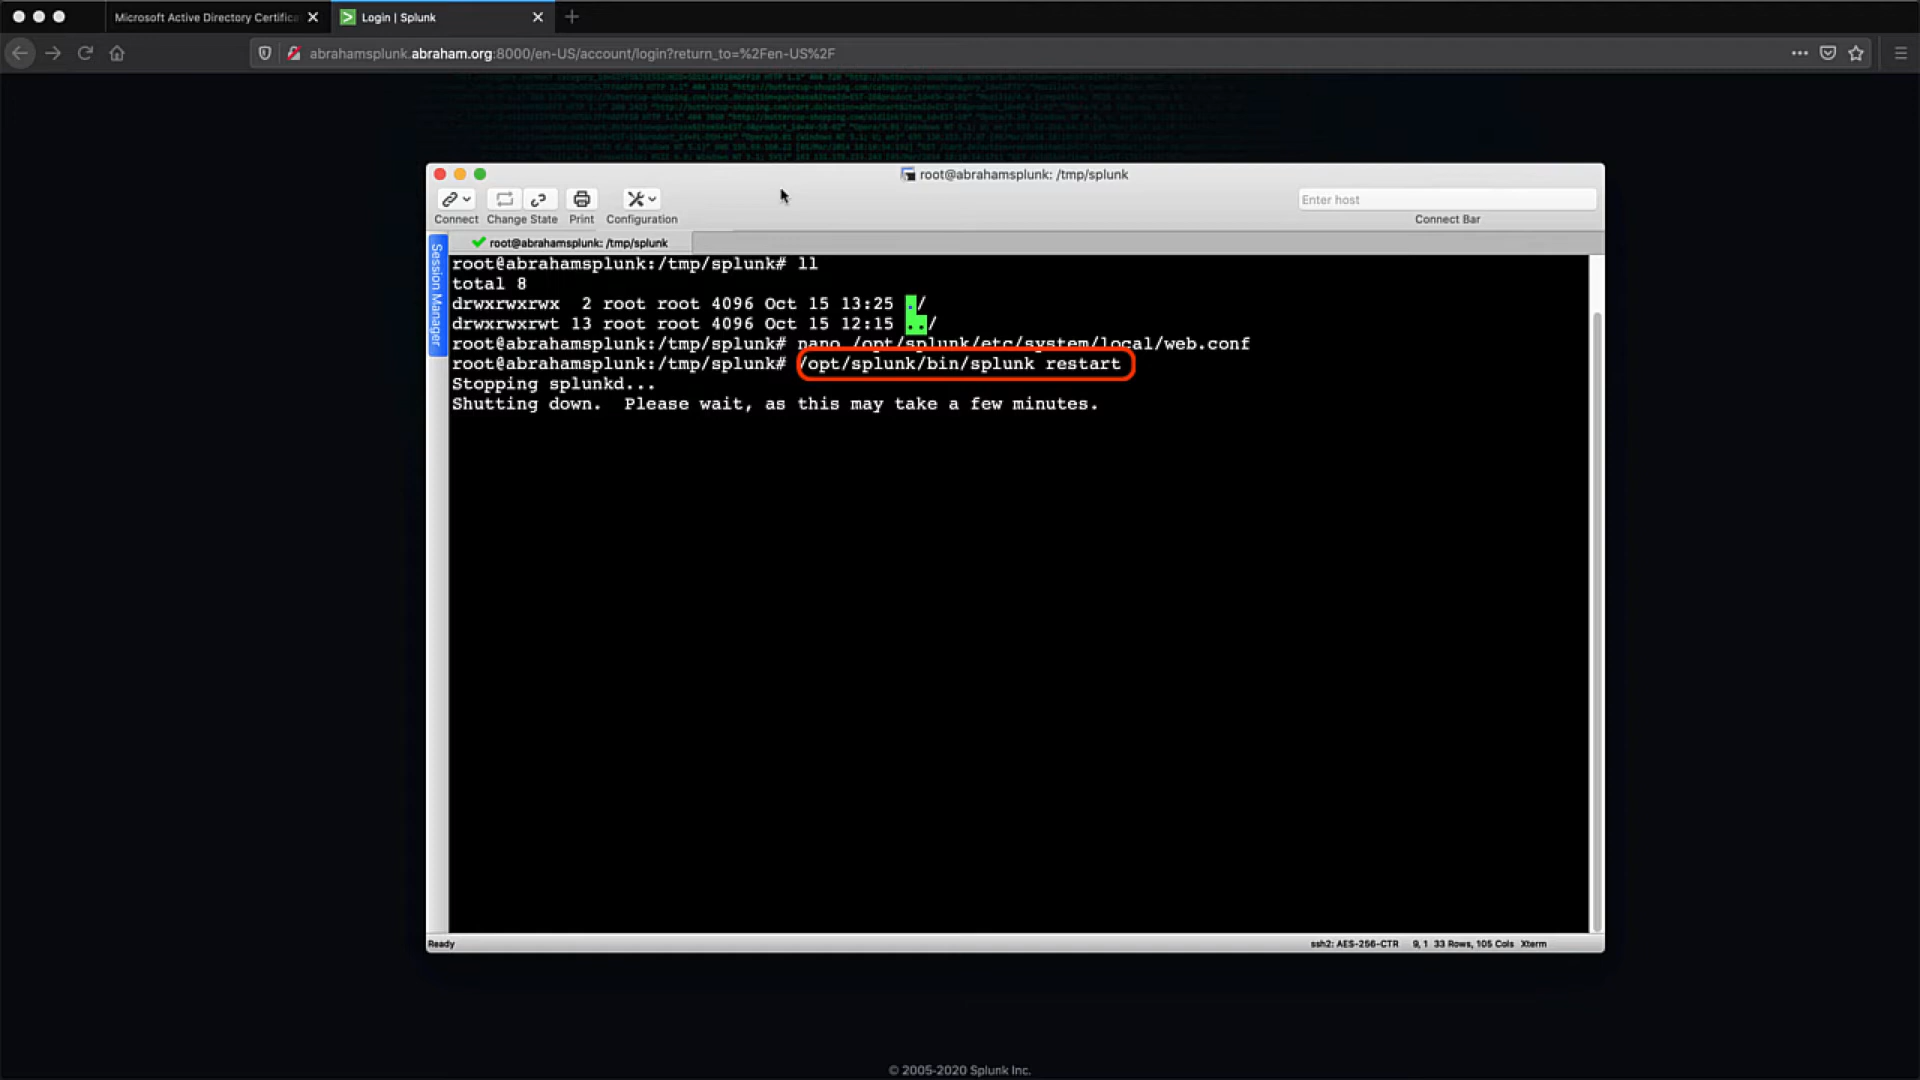 Microsoft Active Directory Certifica
Login | Splunk
abrahamsplunk.abraham.org:8000/en-US/account/login?return_to=%2Fen-US%2F
root@abrahamsplunk: /tmp/splunk
Enter host
Connect Change State Print Configuration Connect Bar
root@abrahamsplunk: /tmp/splunk
Session Manager
root@abrahamsplunk:/tmp/splunk# ll
total 8
drwxrwxrwx  2 root root 4096 Oct 15 13:25 ./
drwxrwxrwt 13 root root 4096 Oct 15 12:15 ../
root@abrahamsplunk:/tmp/splunk# nano /opt/splunk/etc/system/local/web.conf
root@abrahamsplunk:/tmp/splunk# /opt/splunk/bin/splunk restart
Stopping splunkd...
Shutting down.  Please wait, as this may take a few minutes.
Ready
ssh2: AES-256-CTR 9, 1 33 Rows, 105 Cols Xterm
© 2005-2020 Splunk Inc.